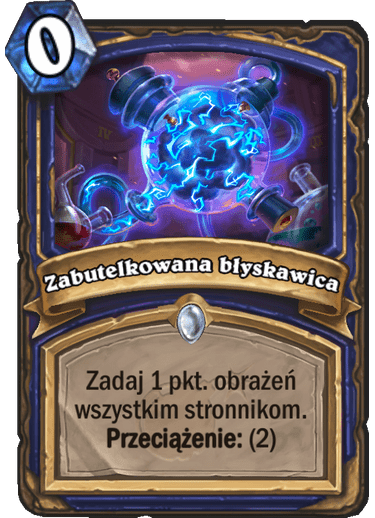 0
Zabutelkowana błyskawica
Zadaj 1 pkt. obrażeń
wszystkim stronnikom.
Przeciążenie: (2)